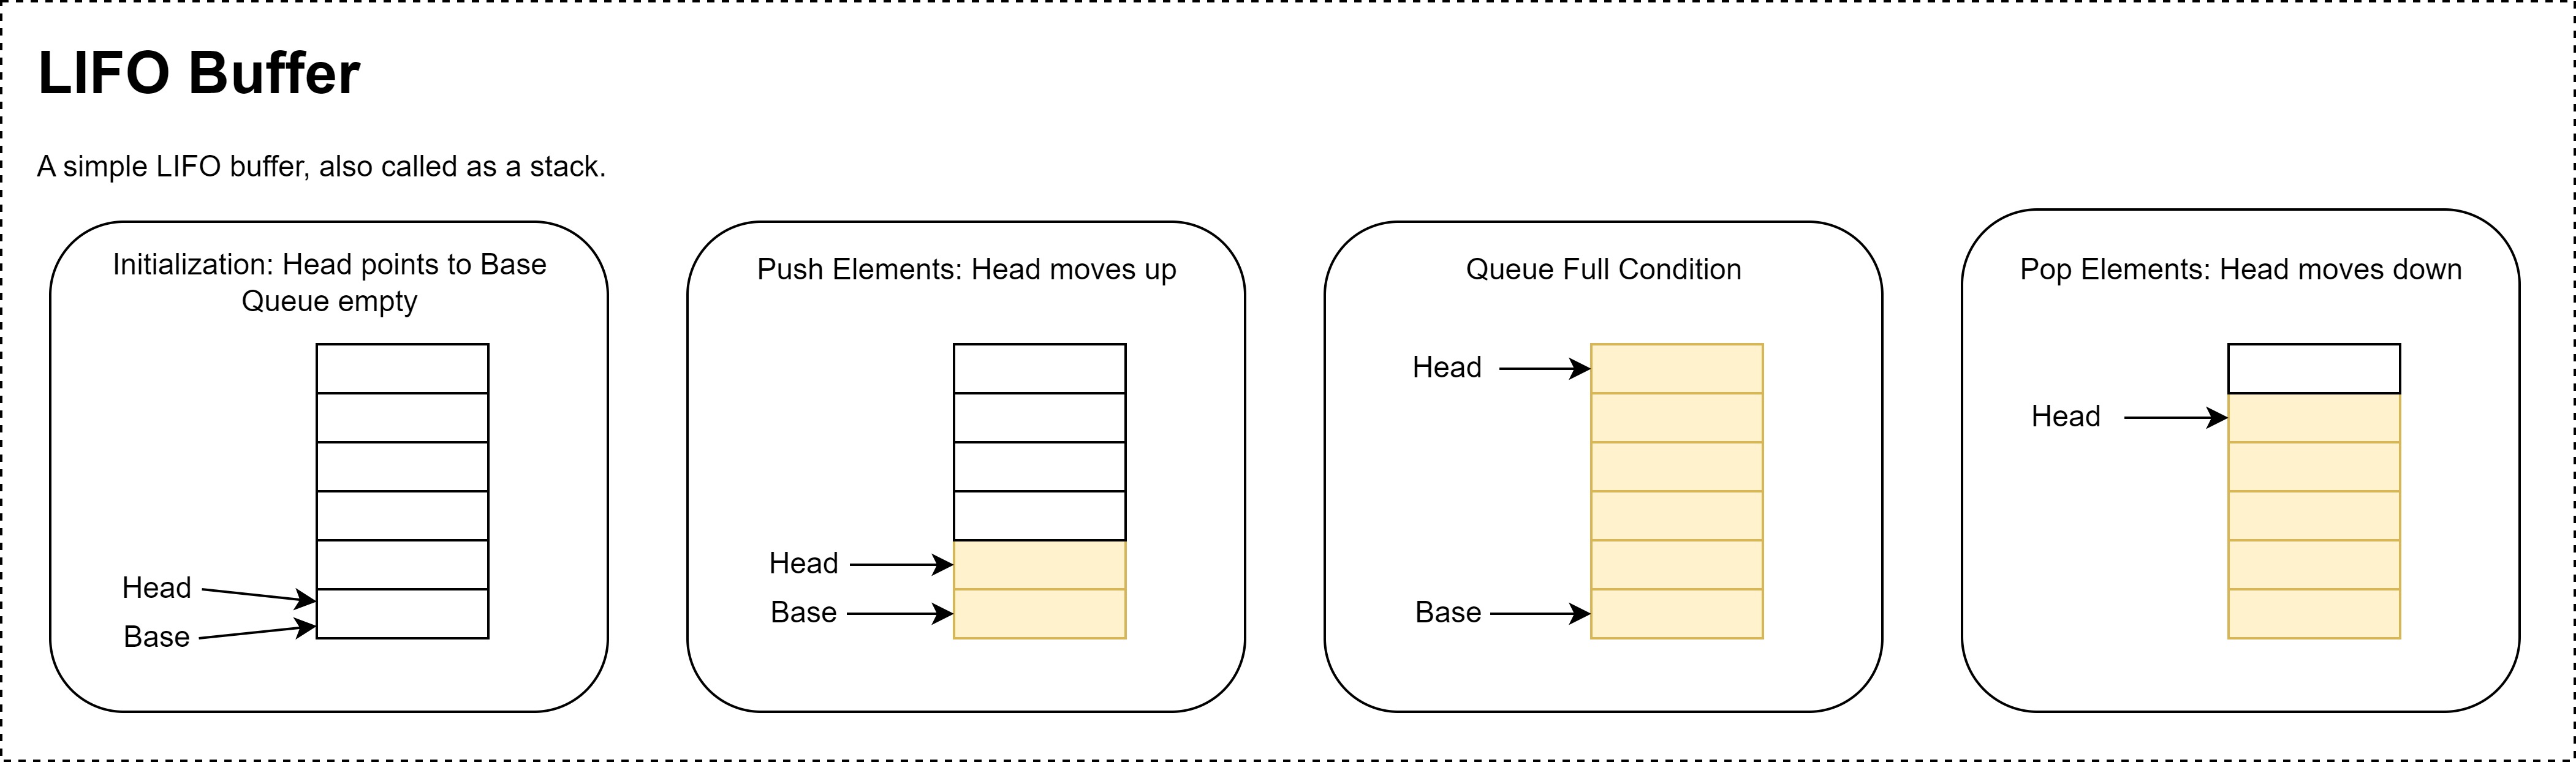 LIFO Buffer
A simple LIFO buffer, also called as a stack.
Initialization: Head points to Base
Queue empty
Head
Base
Push Elements: Head moves up
Head
Base
Queue Full Condition
Head
Base
Pop Elements: Head moves down
Head